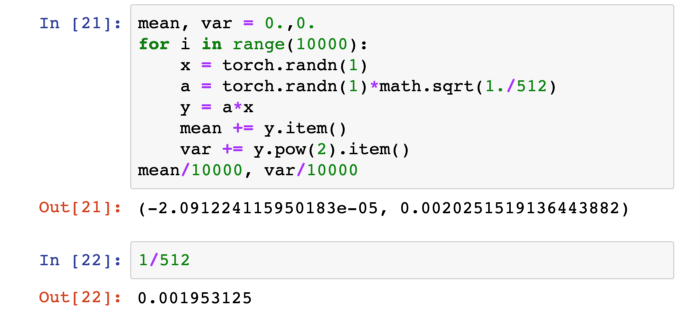 In [21]: mean, var = 0.,0.
for i in range(10000):
    x = torch.randn(1)
    a = torch.randn(1)*math.sqrt(1./512)
    y = a*x
    mean += y.item()
    var += y.pow(2).item()
mean/10000, var/10000
Out[21]: (-2.091224115950183e-05, 0.0020251519136443882)
In [22]: 1/512
Out[22]: 0.001953125